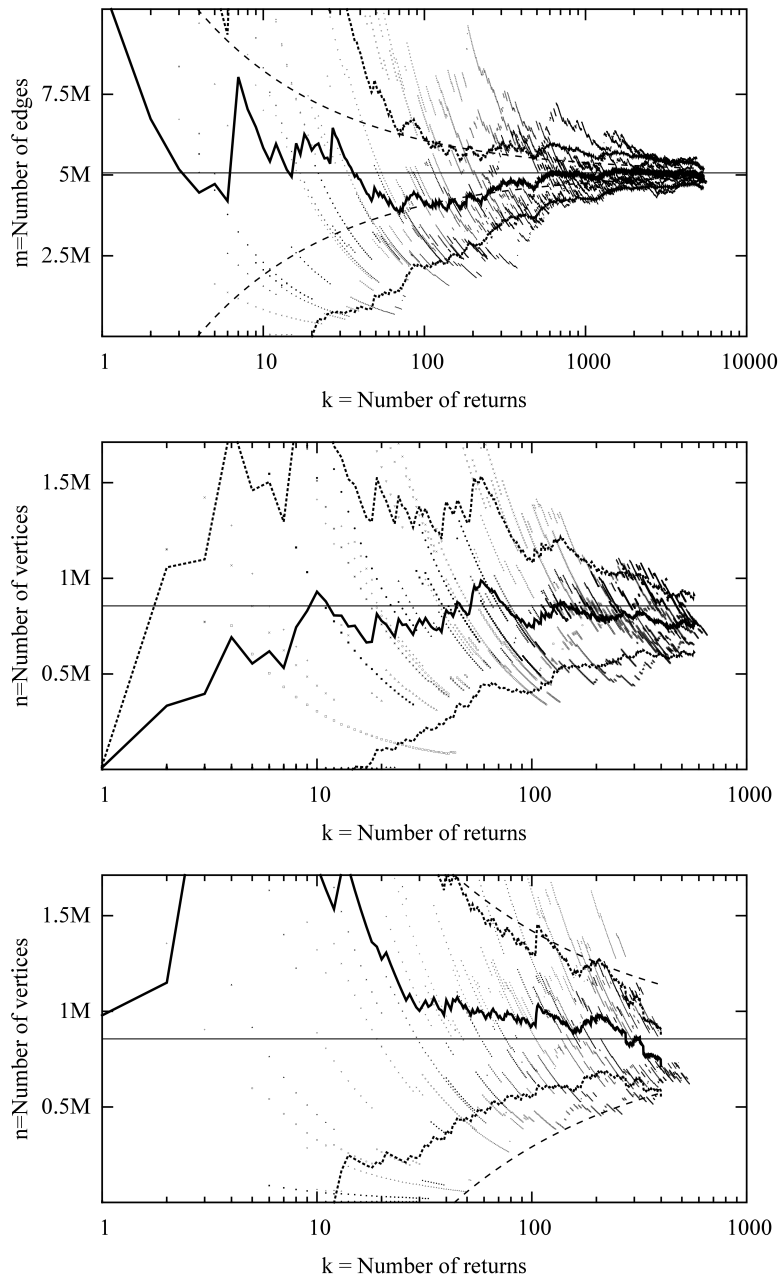 7.5M
5M
2.5M
m=Number of edges
1 10 100 1000 10000
k = Number of returns
1.5M
1M
0.5M
n=Number of vertices
1 10 100 1000
k = Number of returns
1.5M
1M
0.5M
n=Number of vertices
1 10 100 1000
k = Number of returns